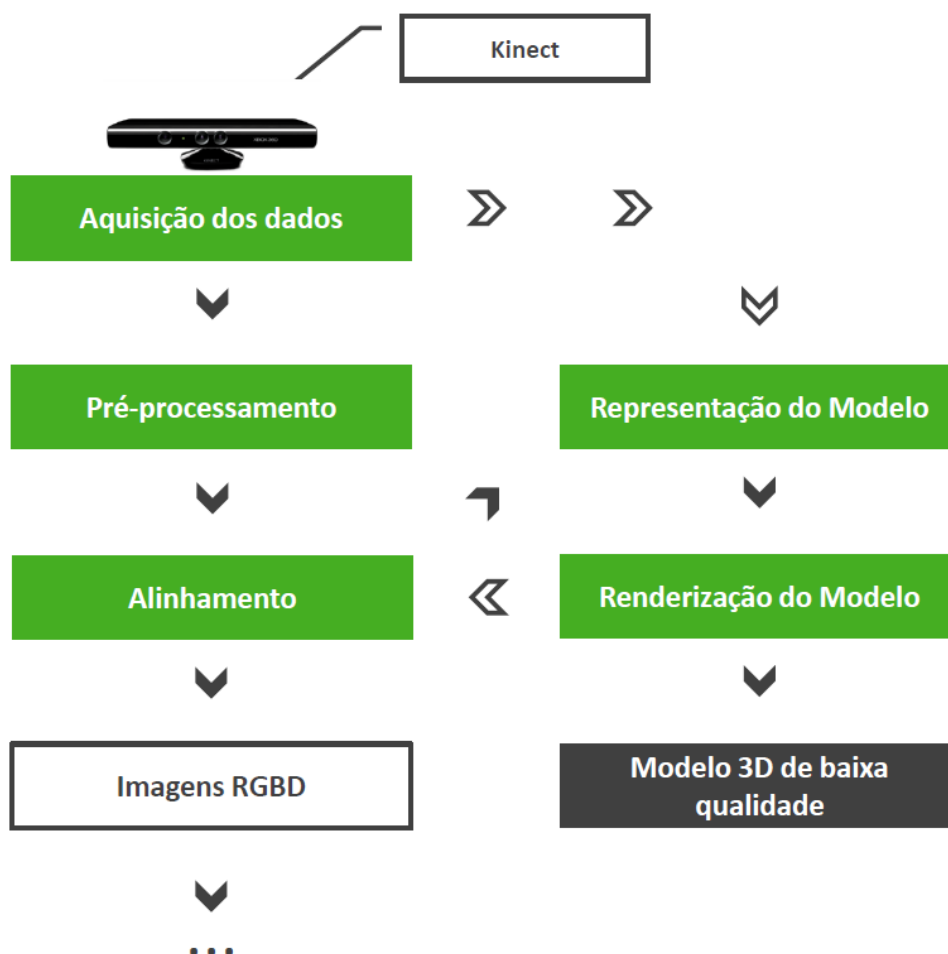 Kinect
Aquisição dos dados
Pré-processamento
Representação do Modelo
Alinhamento
Renderização do Modelo
Imagens RGBD
Modelo 3D de baixa
qualidade
...